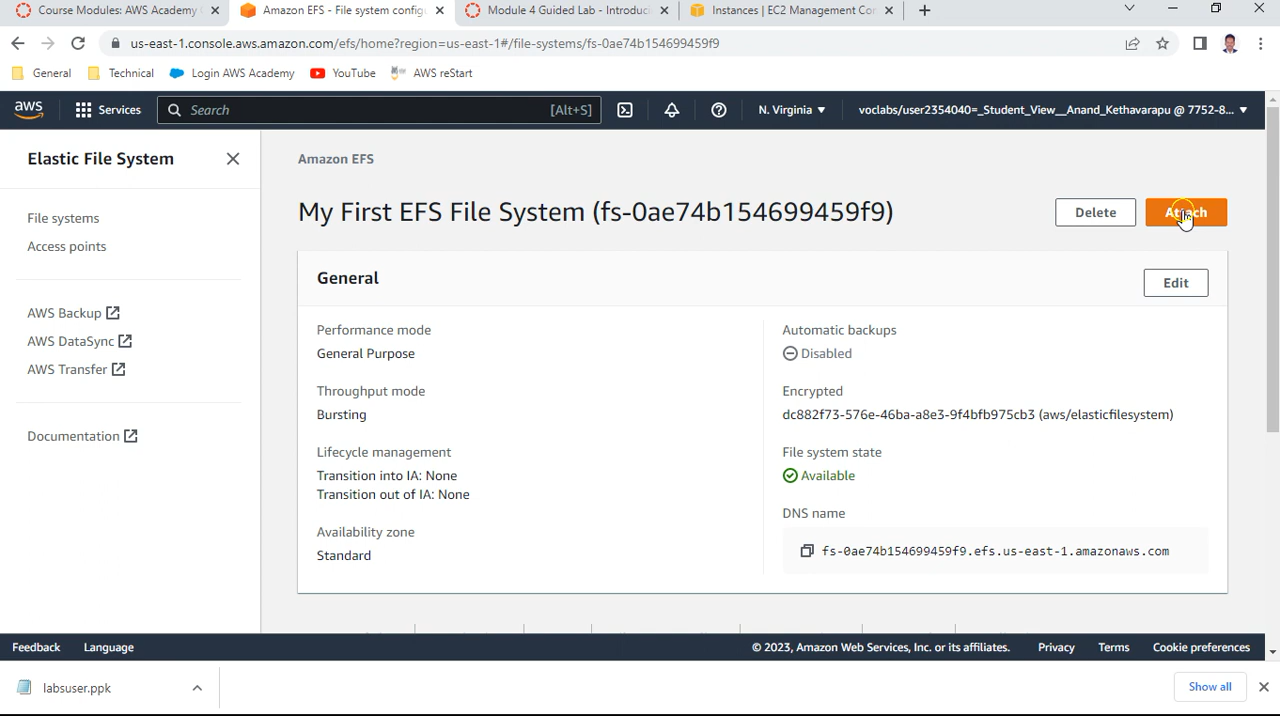 Course Modules: AWS Academy
Amazon EFS - File system config
Module 4 Guided Lab - Introduc
Instances | EC2 Management Cor
us-east-1.console.aws.amazon.com/efs/home?region=us-east-1#/file-systems/fs-0ae74b154699459f9
General
Technical
Login AWS Academy
YouTube
AWS reStart
aws
Services
Search
[Alt+S]
N. Virginia
voclabs/user2354040=_Student_View__Anand_Kethavarapu @ 7752-8...
Elastic File System
File systems
Access points
AWS Backup
AWS DataSync
AWS Transfer
Documentation
Amazon EFS
My First EFS File System (fs-0ae74b154699459f9)
Delete
Attach
General
Edit
Performance mode
General Purpose
Throughput mode
Bursting
Lifecycle management
Transition into IA: None
Transition out of IA: None
Availability zone
Standard
Automatic backups
Disabled
Encrypted
dc882f73-576e-46ba-a8e3-9f4bfb975cb3 (aws/elasticfilesystem)
File system state
Available
DNS name
fs-0ae74b154699459f9.efs.us-east-1.amazonaws.com
Feedback
Language
© 2023, Amazon Web Services, Inc. or its affiliates.
Privacy
Terms
Cookie preferences
labsuser.ppk
Show all